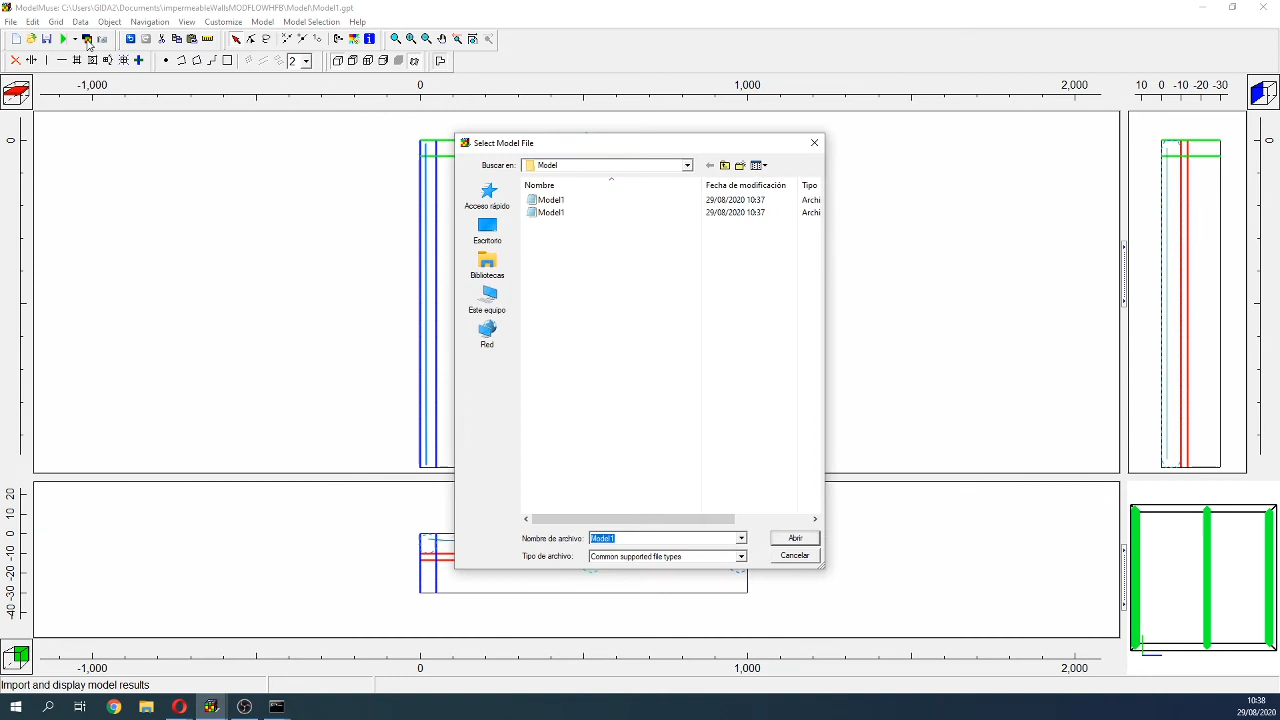 ModelMuse: C:\Users\GIDA2\Documents\impermeableWallsMODFLOWHFB\Model\Model1.gpt
File Edit Grid Data Object Navigation View Customize Model Model Selection Help
2
-1,000 0 1,000 2,000 10 0 -10 -20 -30
0
0
Select Model File
Buscar en: Model
Nombre Fecha de modificación Tipo
Model1 29/08/2020 10:37 Archi
Model1 29/08/2020 10:37 Archi
Acceso rápido
Escritorio
Bibliotecas
Este equipo
Red
Nombre de archivo: Model1 Abrir
Tipo de archivo: Common supported file types Cancelar
20
10
0
-10
-20
-30
-40
-1,000 0 1,000 2,000
Import and display model results
10:38
29/08/2020